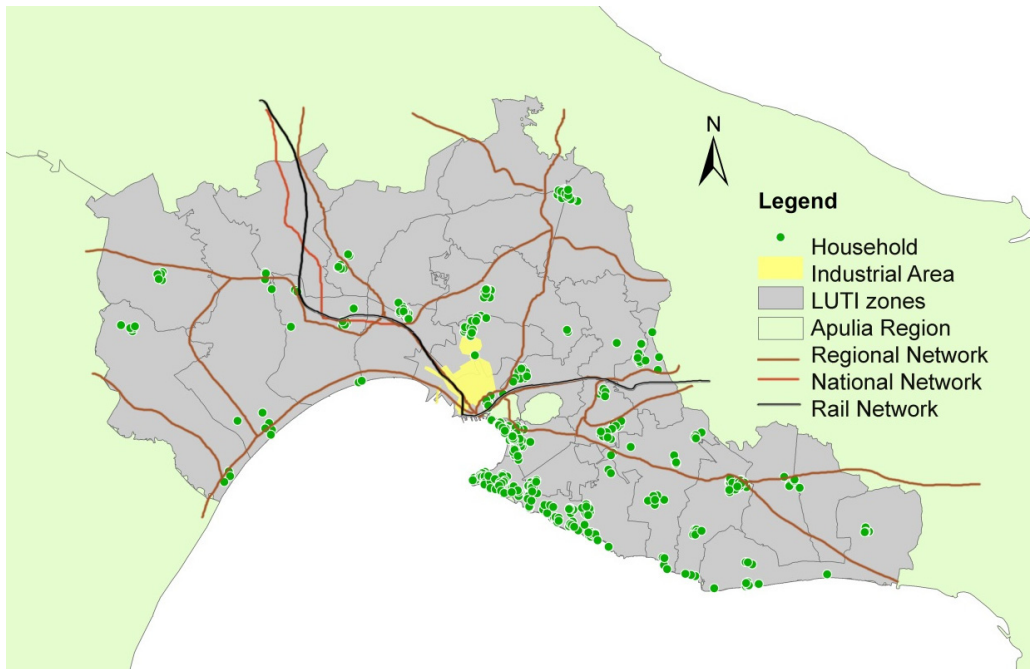 N
Legend
Household
Industrial Area
LUTI zones
Apulia Region
Regional Network
National Network
Rail Network